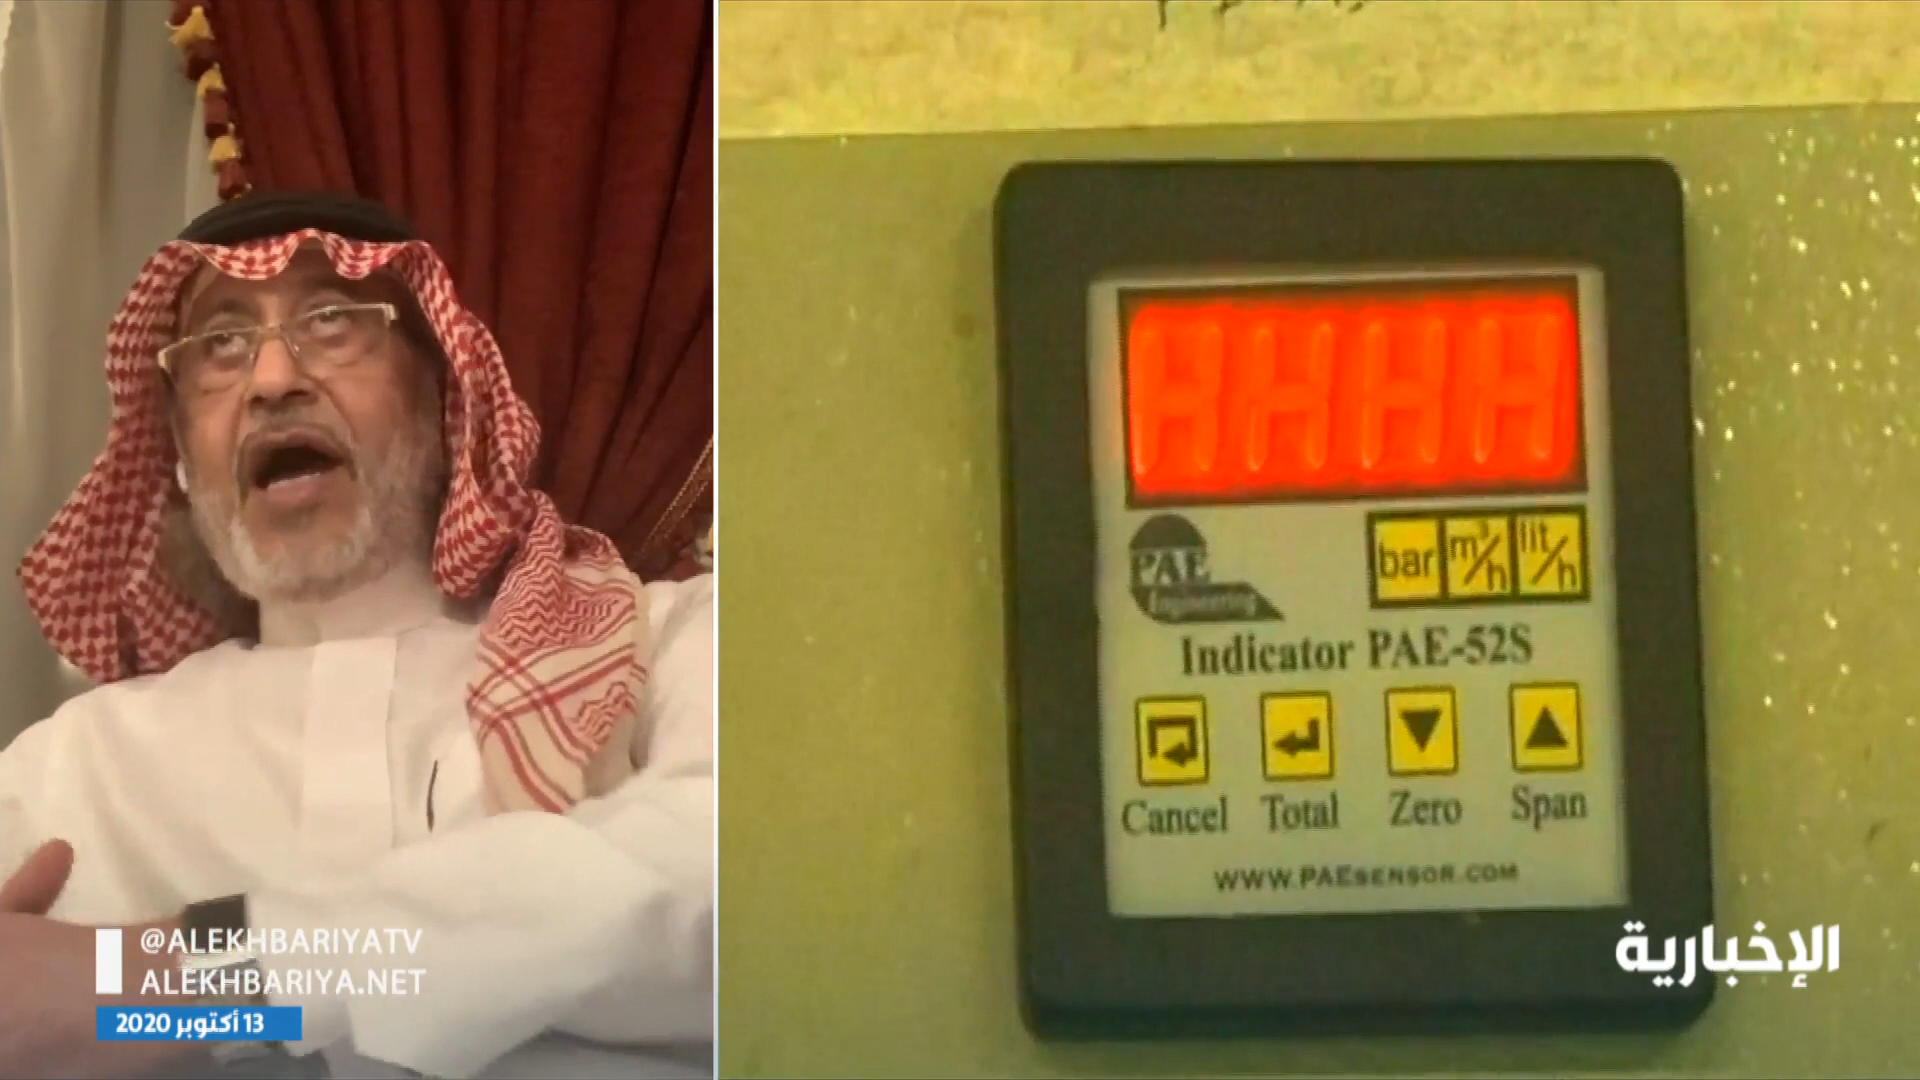 @ALEKHBARIYATV
ALEKHBARIYA.NET
13 أكتوبر 2020
bar m³/h lit/h
PAE
Engineering
Indicator PAE-52S
Cancel Total Zero Span
WWW.PAESENSOR.COM
الإخبارية